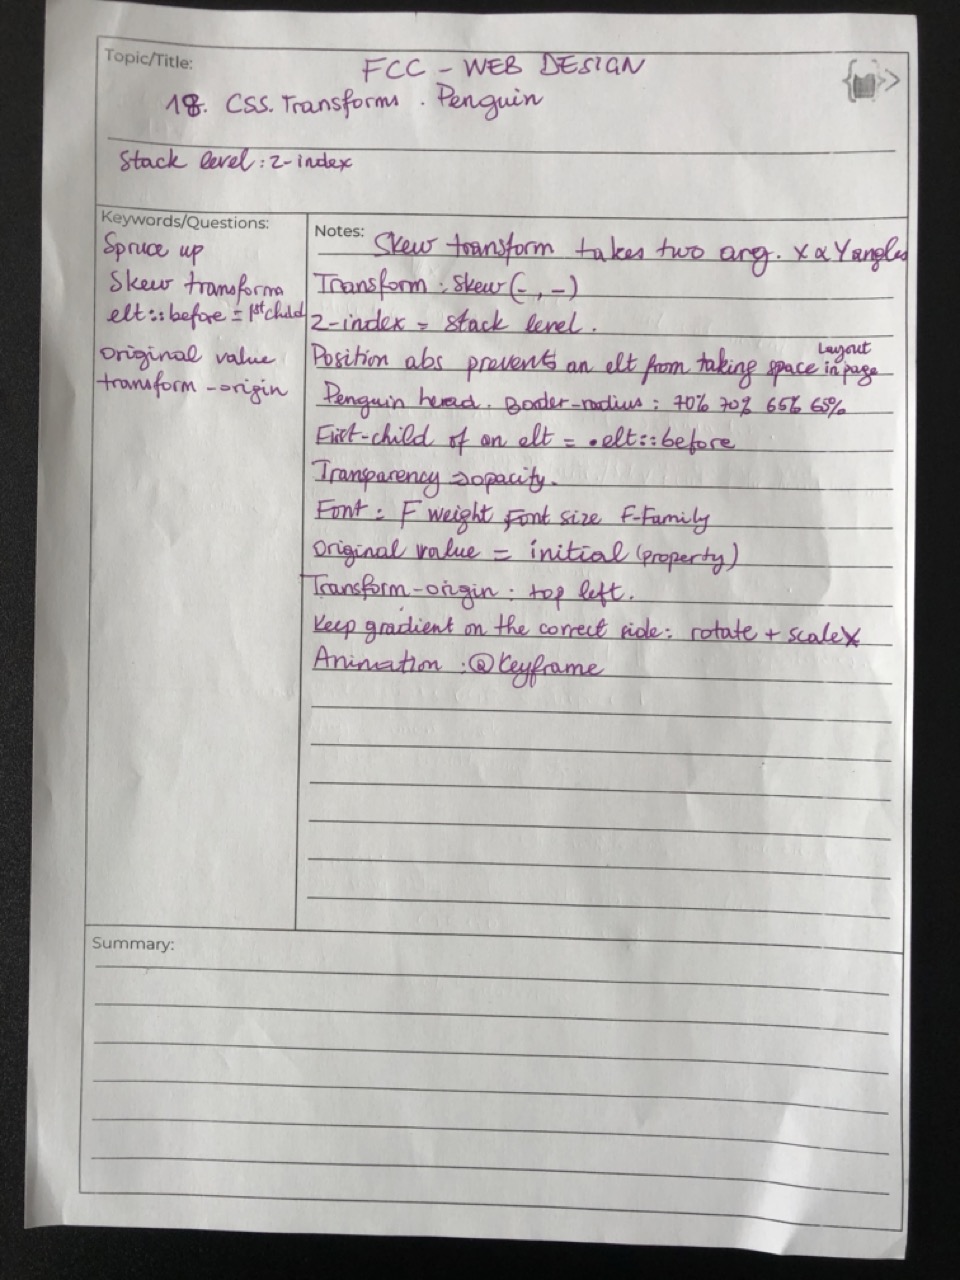 Topic/Title:
FCC - WEB DESIGN
18. CSS. Transforms. Penguin
Stack level: z-index
Keywords/Questions:
Spruce up
Skew transforms
elt::before = 1st child
Original value
transform-origin
Notes:
Skew transform takes two arg. X & Y angles
Transform: skew(-, -)
z-index = stack level.
Position abs prevents an elt from taking space in page
Layout
Penguin head. Border-radius: 70% 70% 65% 65%
First-child of an elt = .elt::before
Transparency => opacity.
Font: F weight Font size F-Family
Original value = initial (property)
Transform-origin: top left.
Keep gradient on the correct side: rotate + scaleX
Animation: @Keyframe
Summary: